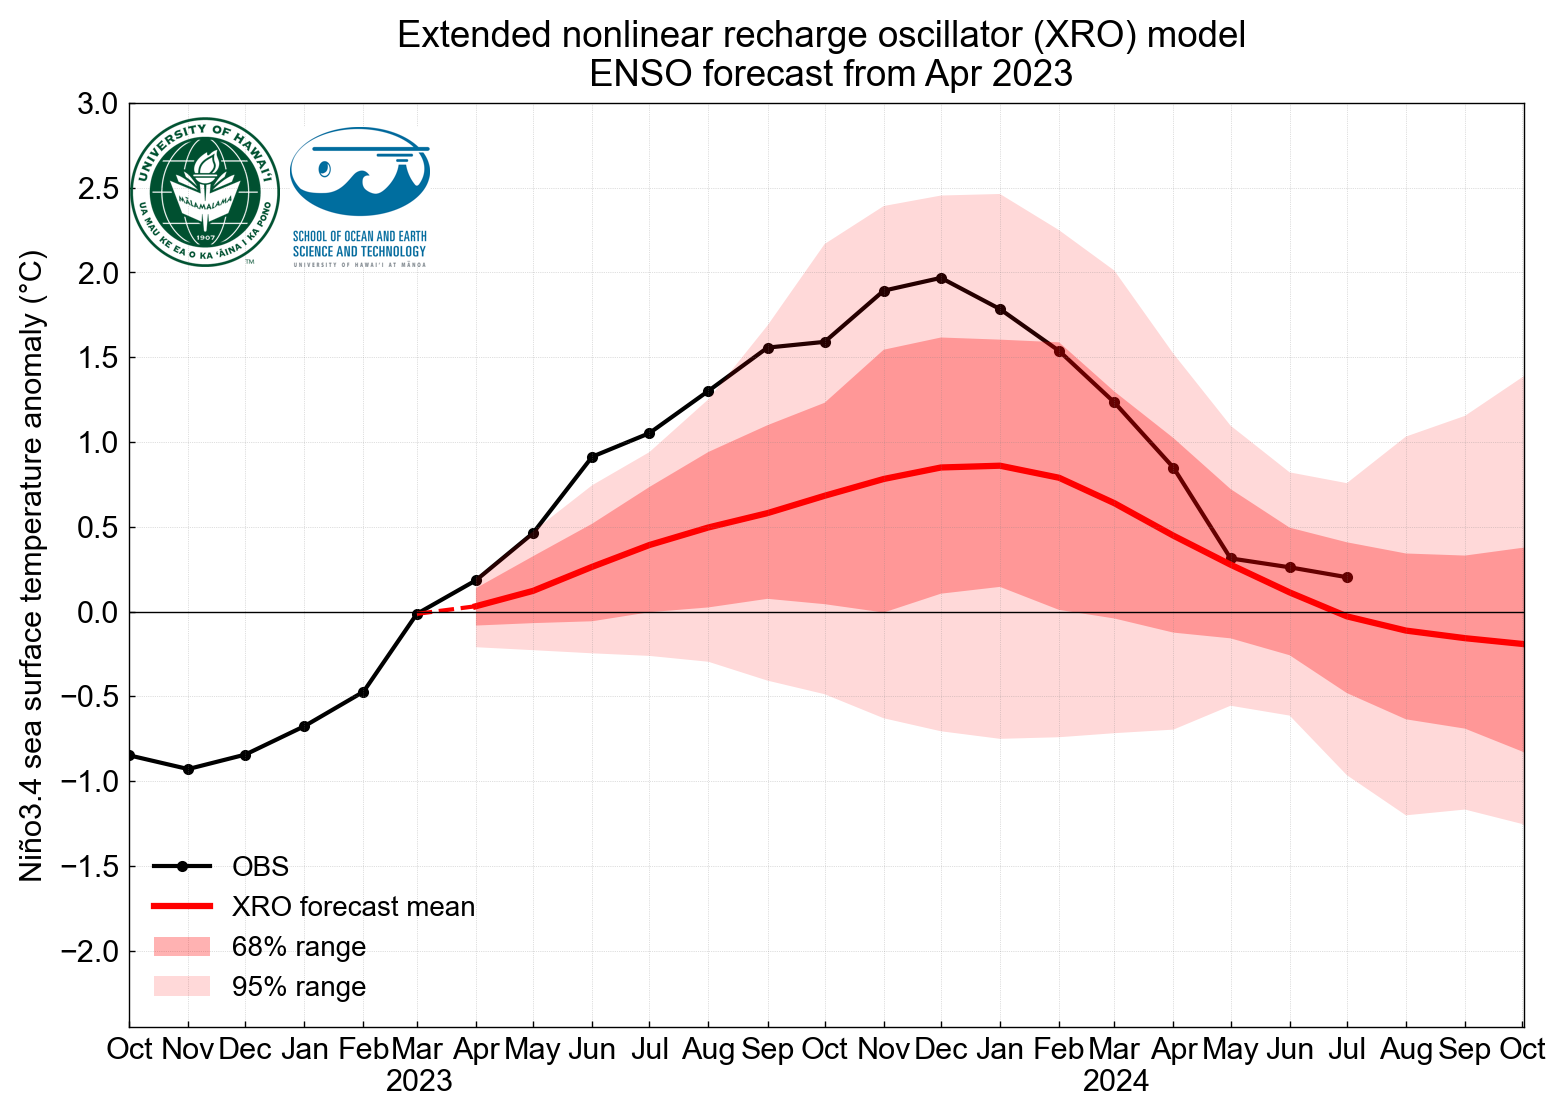 Extended nonlinear recharge oscillator (XRO) model
ENSO forecast from Apr 2023
UNIVERSITY OF HAWAIʻI
MĀLAMALAMA
1907
UA MAU KE EA O KA ʻĀINA I KA PONO
TM
SCHOOL OF OCEAN AND EARTH
SCIENCE AND TECHNOLOGY
UNIVERSITY OF HAWAIʻI AT MĀNOA
Niño3.4 sea surface temperature anomaly (°C)
3.0
2.5
2.0
1.5
1.0
0.5
0.0
−0.5
−1.0
−1.5
−2.0
OBS
XRO forecast mean
68% range
95% range
Oct Nov Dec Jan Feb Mar Apr May Jun Jul Aug Sep Oct Nov Dec Jan Feb Mar Apr May Jun Jul Aug Sep Oct
2023 2024